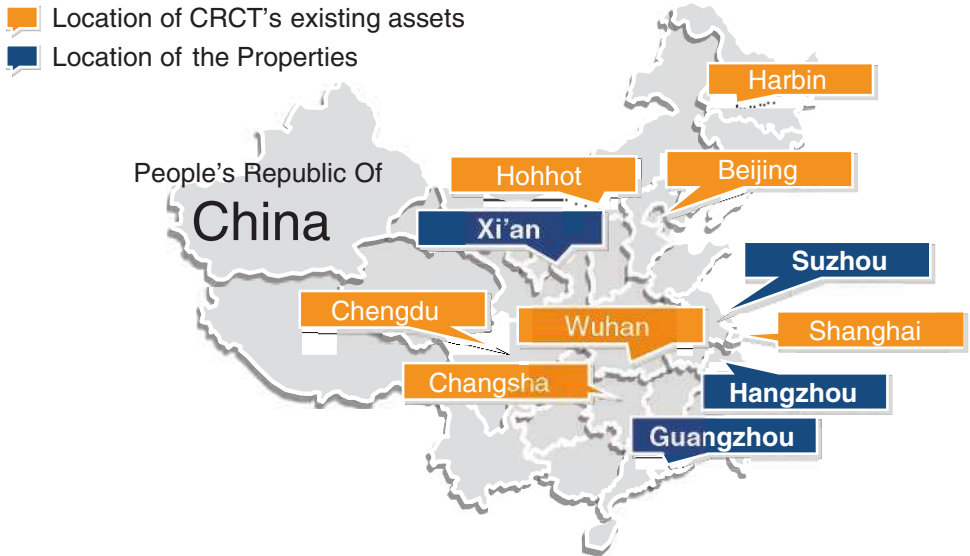 Location of CRCT's existing assets
Location of the Properties
Harbin
People's Republic Of
China
Hohhot
Beijing
Xi'an
Suzhou
Chengdu
Wuhan
Shanghai
Changsha
Hangzhou
Guangzhou